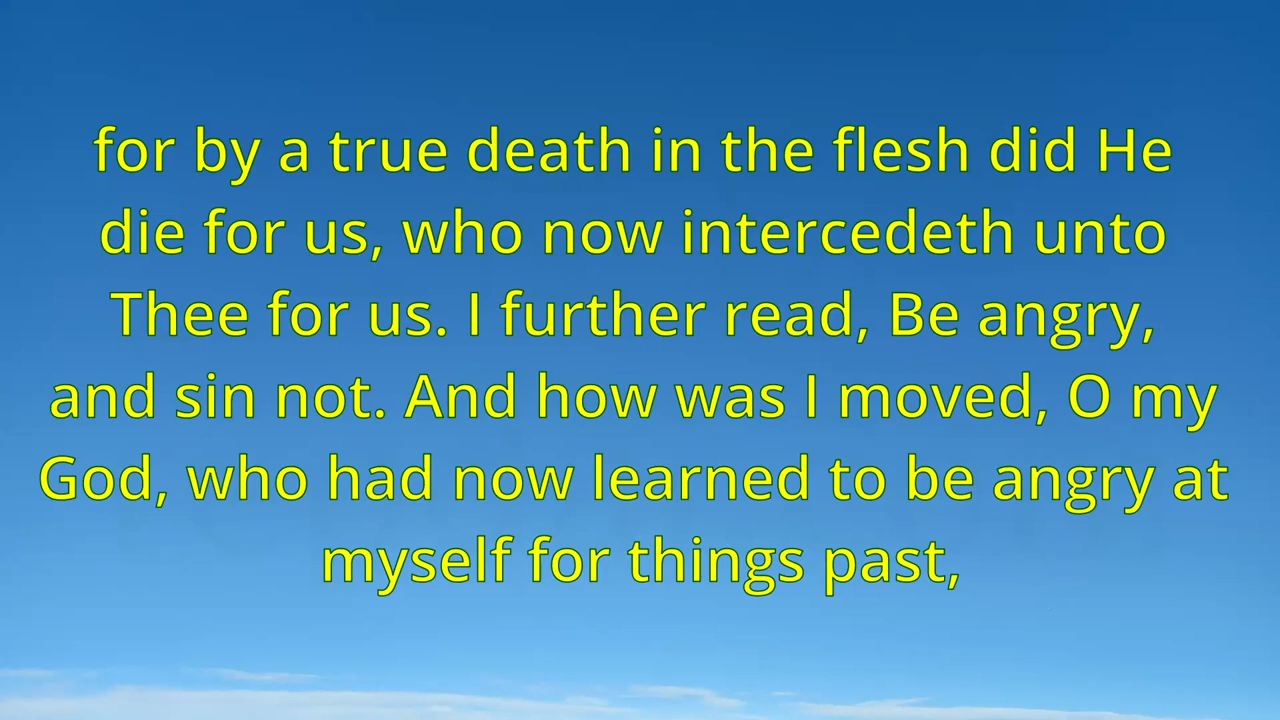 for by a true death in the flesh did He
die for us, who now intercedeth unto
Thee for us. I further read, Be angry,
and sin not. And how was I moved, O my
God, who had now learned to be angry at
myself for things past,